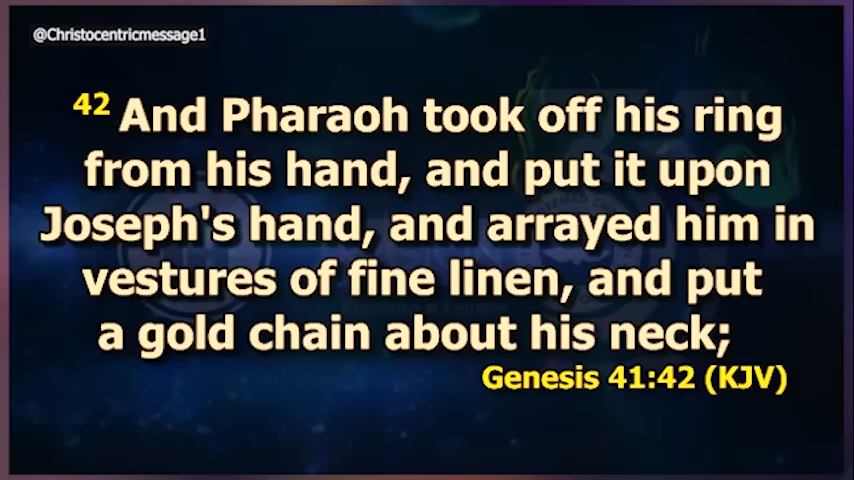 @Christocentricmessage1
42 And Pharaoh took off his ring
from his hand, and put it upon
Joseph's hand, and arrayed him in
vestures of fine linen, and put
a gold chain about his neck;
Genesis 41:42 (KJV)